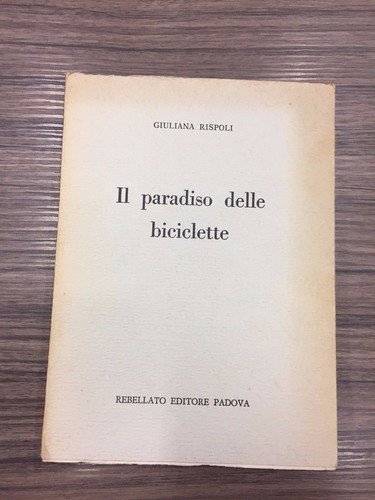 GIULIANA RISPOLI
Il paradiso delle
biciclette
REBELLATO EDITORE PADOVA